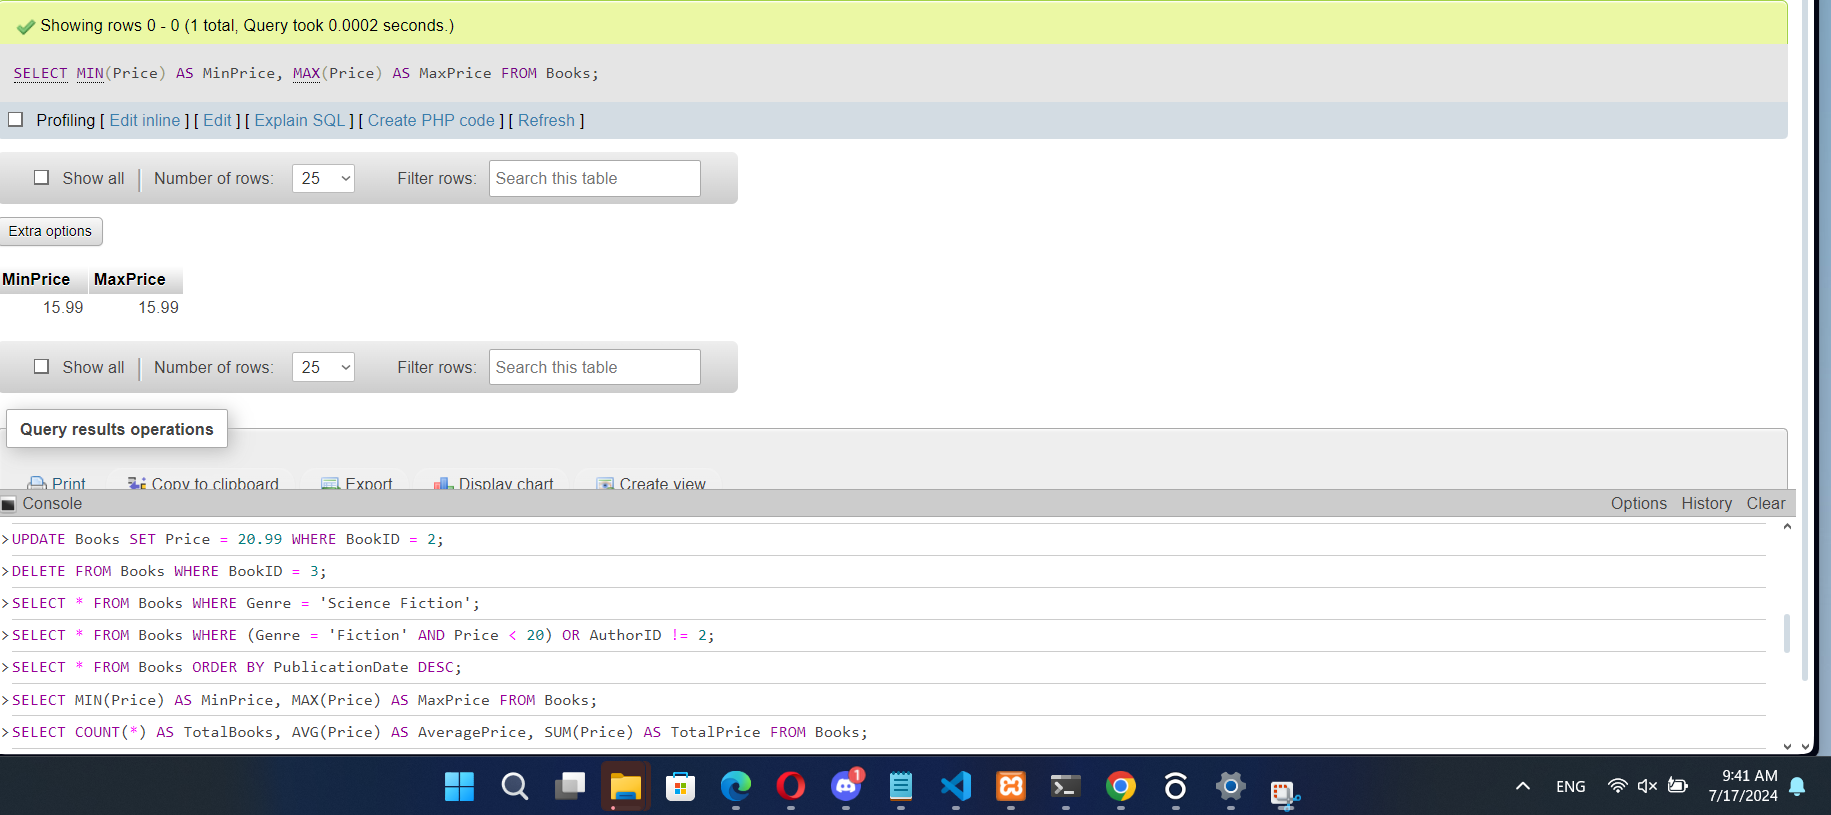 Showing rows 0 - 0 (1 total, Query took 0.0002 seconds.)
SELECT MIN(Price) AS MinPrice, MAX(Price) AS MaxPrice FROM Books;
Profiling [ Edit inline ] [ Edit ] [ Explain SQL ] [ Create PHP code ] [ Refresh ]
Show all Number of rows: 25 Filter rows: Search this table
Extra options
MinPrice MaxPrice
15.99 15.99
Show all Number of rows: 25 Filter rows: Search this table
Query results operations
Print Copy to clipboard Export Display chart Create view
Console Options History Clear
>UPDATE Books SET Price = 20.99 WHERE BookID = 2;
>DELETE FROM Books WHERE BookID = 3;
>SELECT * FROM Books WHERE Genre = 'Science Fiction';
>SELECT * FROM Books WHERE (Genre = 'Fiction' AND Price < 20) OR AuthorID != 2;
>SELECT * FROM Books ORDER BY PublicationDate DESC;
>SELECT MIN(Price) AS MinPrice, MAX(Price) AS MaxPrice FROM Books;
>SELECT COUNT(*) AS TotalBooks, AVG(Price) AS AveragePrice, SUM(Price) AS TotalPrice FROM Books;
1
ENG
9:41 AM
7/17/2024